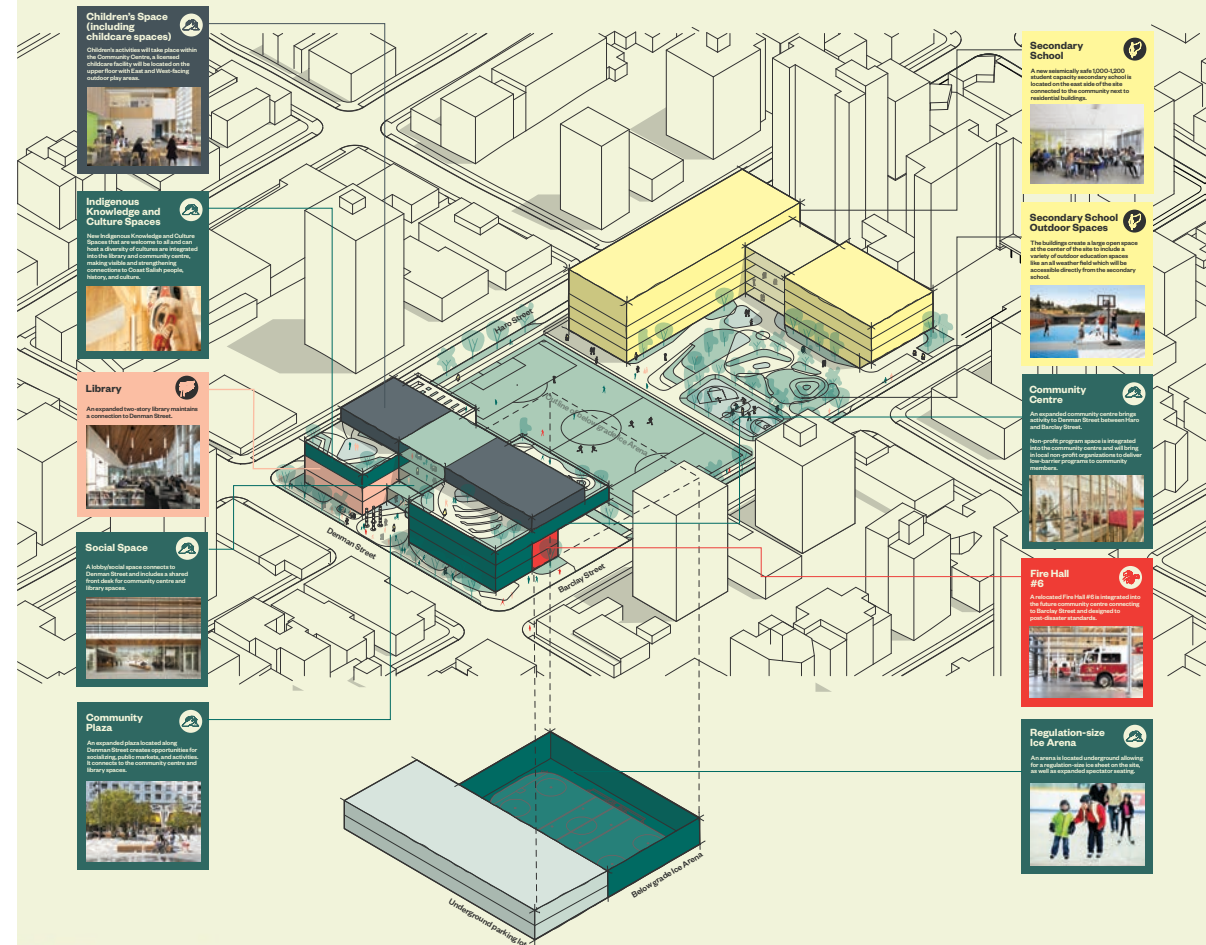 Children's Space
(including
childcare spaces)
Children's activities will take place within
the Community Centre, a licensed
childcare facility will be located on the
upper floor with East and West-facing
outdoor play areas.
Indigenous
Knowledge and
Culture Spaces
New Indigenous Knowledge and Culture
Spaces that are welcome to all and can
host a diversity of cultures are integrated
into the library and community centre,
making visible and strengthening
connections to Coast Salish people,
history, and culture.
Library
An expanded two-story library maintains
a connection to Denman Street.
Social Space
A lobby/social space connects to
Denman Street and includes a shared
front desk for community centre and
library spaces.
Community
Plaza
An expanded plaza located along
Denman Street creates opportunities for
socializing, public markets, and activities.
It connects to the community centre and
library spaces.
Haro Street
Outline of below grade Ice Arena
Denman Street
Barclay Street
Below grade Ice Arena
Underground parking lot
Secondary
School
A new seismically safe 1,000-1,200
student capacity secondary school is
located on the east side of the site
connected to the community next to
residential buildings.
Secondary School
Outdoor Spaces
The buildings create a large open space
at the center of the site to include a
variety of outdoor education spaces
like an all weather field which will be
accessible directly from the secondary
school.
Community
Centre
An expanded community centre brings
activity to Denman Street between Haro
and Barclay Street.
Non-profit program space is integrated
into the community centre and will bring
in local non-profit organizations to deliver
low-barrier programs to community
members.
Fire Hall
#6
A relocated Fire Hall #6 is integrated into
the future community centre connecting
to Barclay Street and designed to
post-disaster standards.
Regulation-size
Ice Arena
An arena is located underground allowing
for a regulation-size ice sheet on the site,
as well as expanded spectator seating.